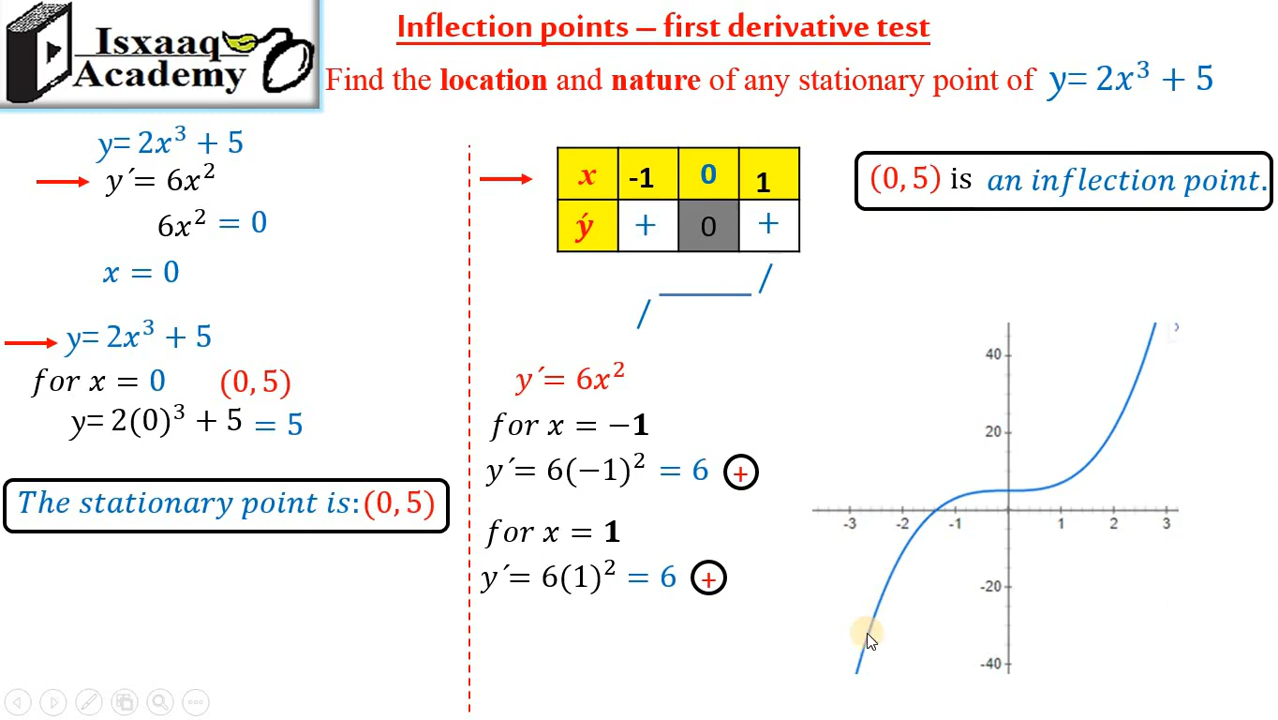 Isxaaq
Academy
Inflection points – first derivative test
Find the location and nature of any stationary point of y= 2x³ + 5
y= 2x³ + 5
y´= 6x²
6x² = 0
x = 0
y= 2x³ + 5
for x = 0 (0, 5)
y= 2(0)³ + 5 = 5
The stationary point is: (0, 5)
x -1 0 1
ý + 0 +
y´= 6x²
for x = −1
y´= 6(−1)² = 6 +
for x = 1
y´= 6(1)² = 6 +
(0, 5) is an inflection point.
40
20
-3 -2 -1 1 2 3
-20
-40